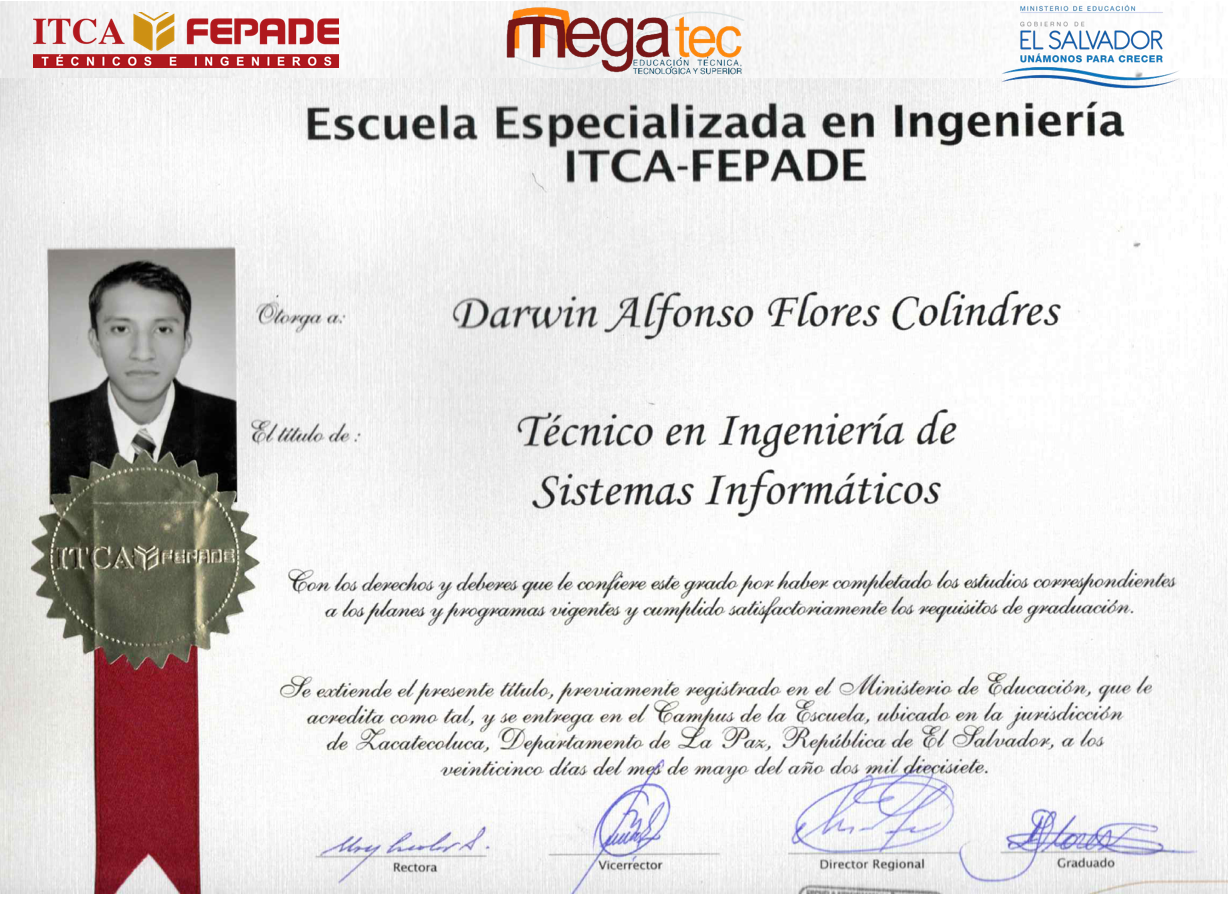 ITCA FEPADE
TÉCNICOS E INGENIEROS
megatec
EDUCACIÓN TÉCNICA,
TECNOLÓGICA Y SUPERIOR
MINISTERIO DE EDUCACIÓN
GOBIERNO DE
EL SALVADOR
UNÁMONOS PARA CRECER
Escuela Especializada en Ingeniería
ITCA-FEPADE
Otorga a:
Darwin Alfonso Flores Colindres
El título de :
Técnico en Ingeniería de
Sistemas Informáticos
ITCA FEPADE
Con los derechos y deberes que le confiere este grado por haber completado los estudios correspondientes
a los planes y programas vigentes y cumplido satisfactoriamente los requisitos de graduación.
Se extiende el presente título, previamente registrado en el Ministerio de Educación, que le
acredita como tal, y se entrega en el Campus de la Escuela, ubicado en la jurisdicción
de Zacatecoluca, Departamento de La Paz, República de El Salvador, a los
veinticinco días del mes de mayo del año dos mil diecisiete.
Rectora
Vicerrector
Director Regional
Graduado